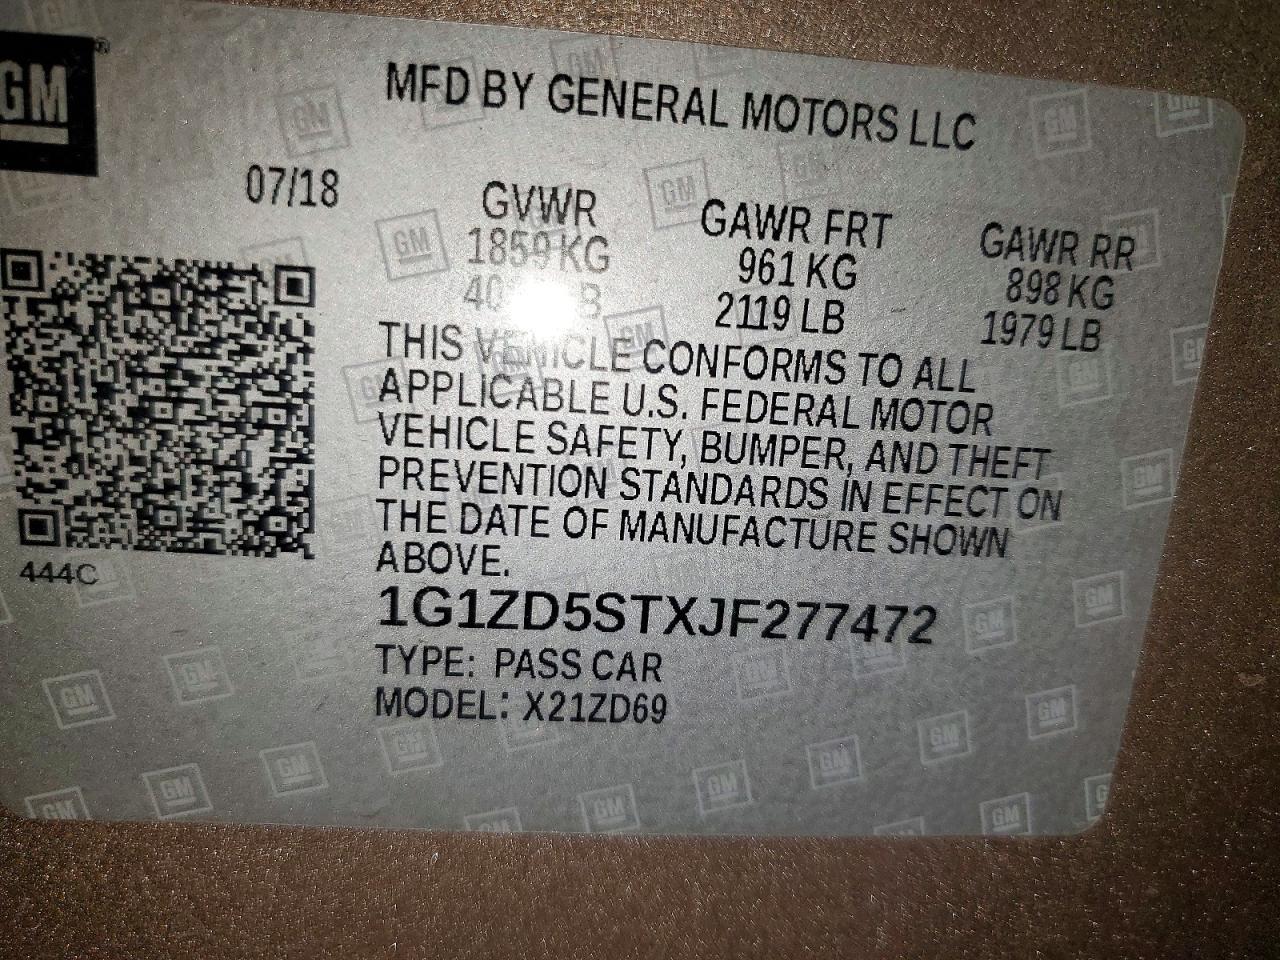 GM
MFD BY GENERAL MOTORS LLC
07/18
GVWR
1859 KG
GAWR FRT
961 KG
2119 LB
GAWR RR
898 KG
1979 LB
THIS VEHICLE CONFORMS TO ALL
APPLICABLE U.S. FEDERAL MOTOR
VEHICLE SAFETY, BUMPER, AND THEFT
PREVENTION STANDARDS IN EFFECT ON
THE DATE OF MANUFACTURE SHOWN
ABOVE.
444C
1G1ZD5STXJF277472
TYPE: PASS CAR
MODEL: X21ZD69